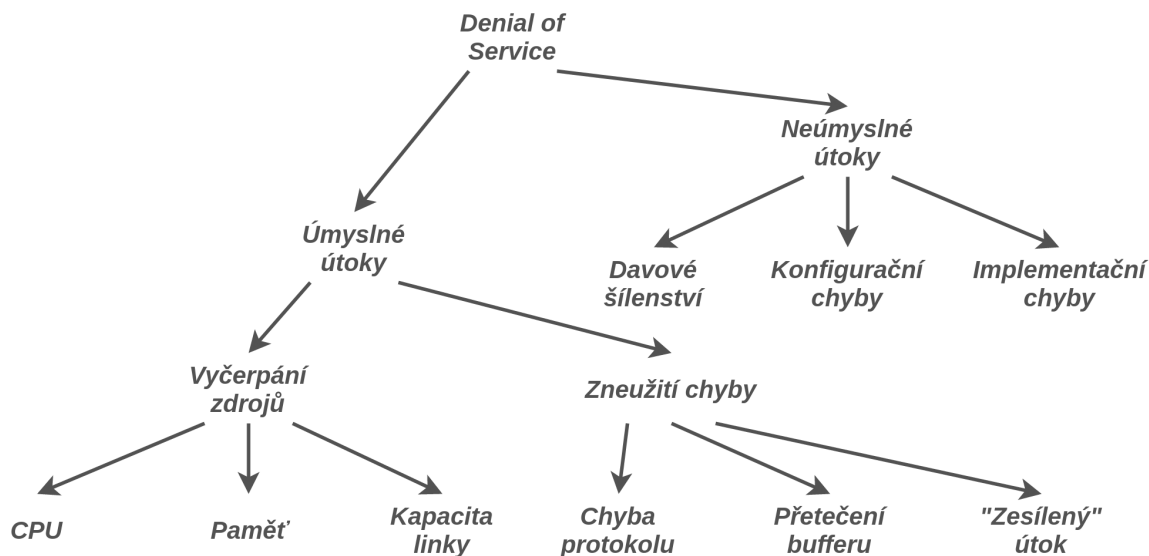 Denial of
Service
Neúmyslné
útoky
Úmyslné
útoky
Davové
šílenství
Konfigurační
chyby
Implementační
chyby
Vyčerpání
zdrojů
Zneužití chyby
CPU
Paměť
Kapacita
linky
Chyba
protokolu
Přetečení
bufferu
"Zesílený"
útok